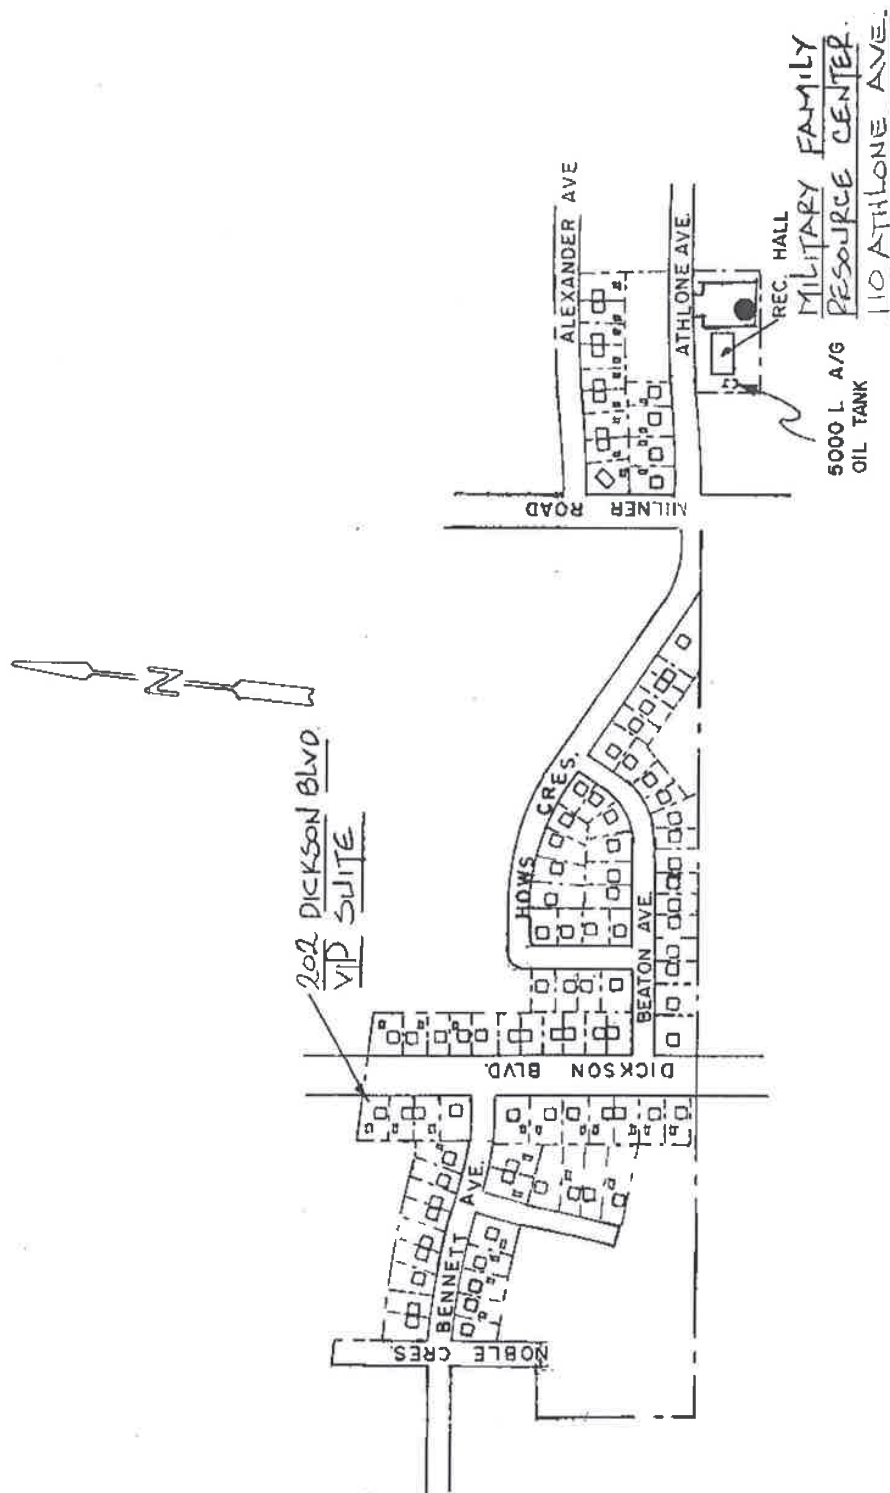 202 DICKSON BLVD.
VIP SUITE
N
ALEXANDER AVE
ATHLONE AVE.
MILNER ROAD
REC. HALL
MILITARY FAMILY
RESOURCE CENTER.
110 ATHLONE AVE.
5000 L A/G
OIL TANK
HOWS CRES.
BEATON AVE.
DICKSON BLVD.
BENNETT AVE.
NOBLE CRES.